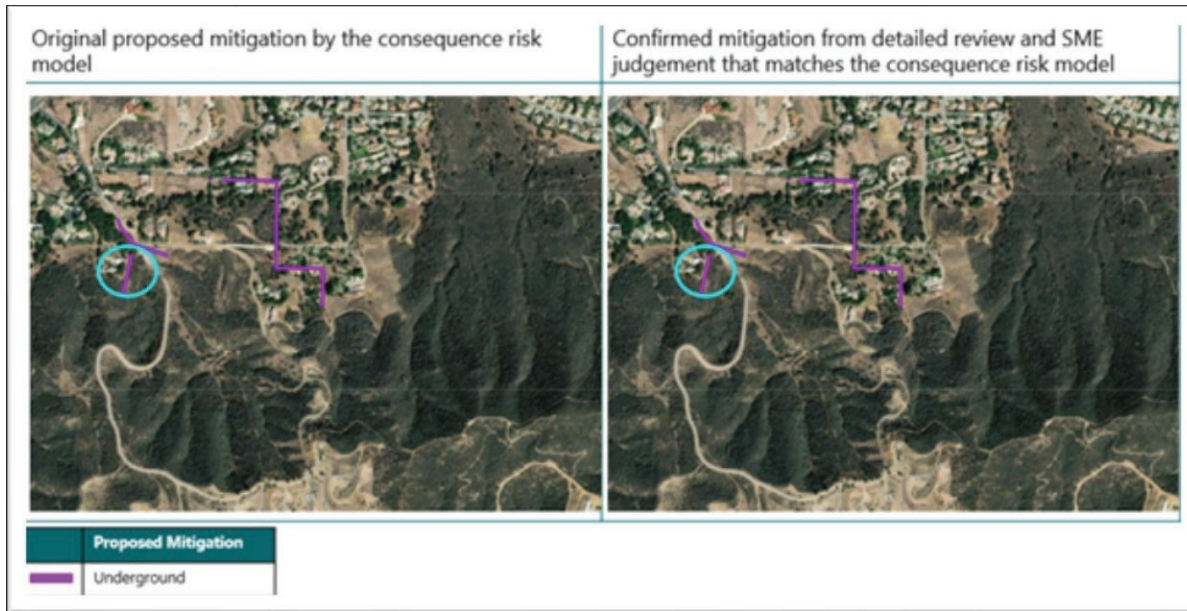 Original proposed mitigation by the consequence risk
model
Confirmed mitigation from detailed review and SME
judgement that matches the consequence risk model
Proposed Mitigation
Underground